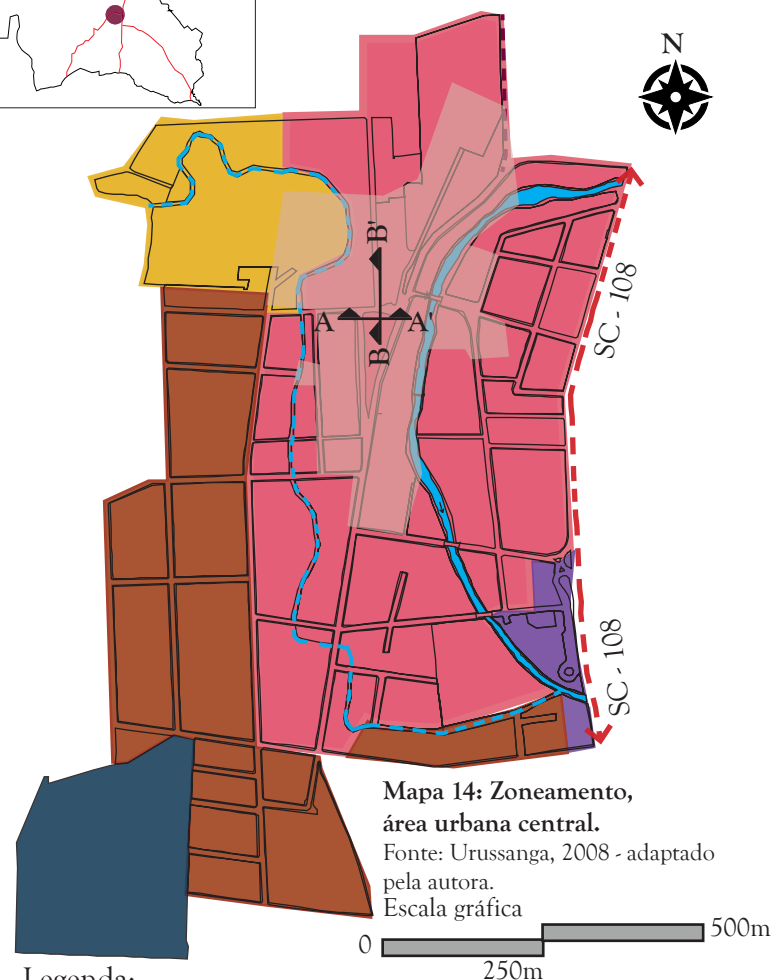 N
B'
A
A'
B
SC - 108
SC - 108
Mapa 14: Zoneamento,
área urbana central.
Fonte: Urussanga, 2008 - adaptado
pela autora.
Escala gráfica
0
500m
250m
Legenda: